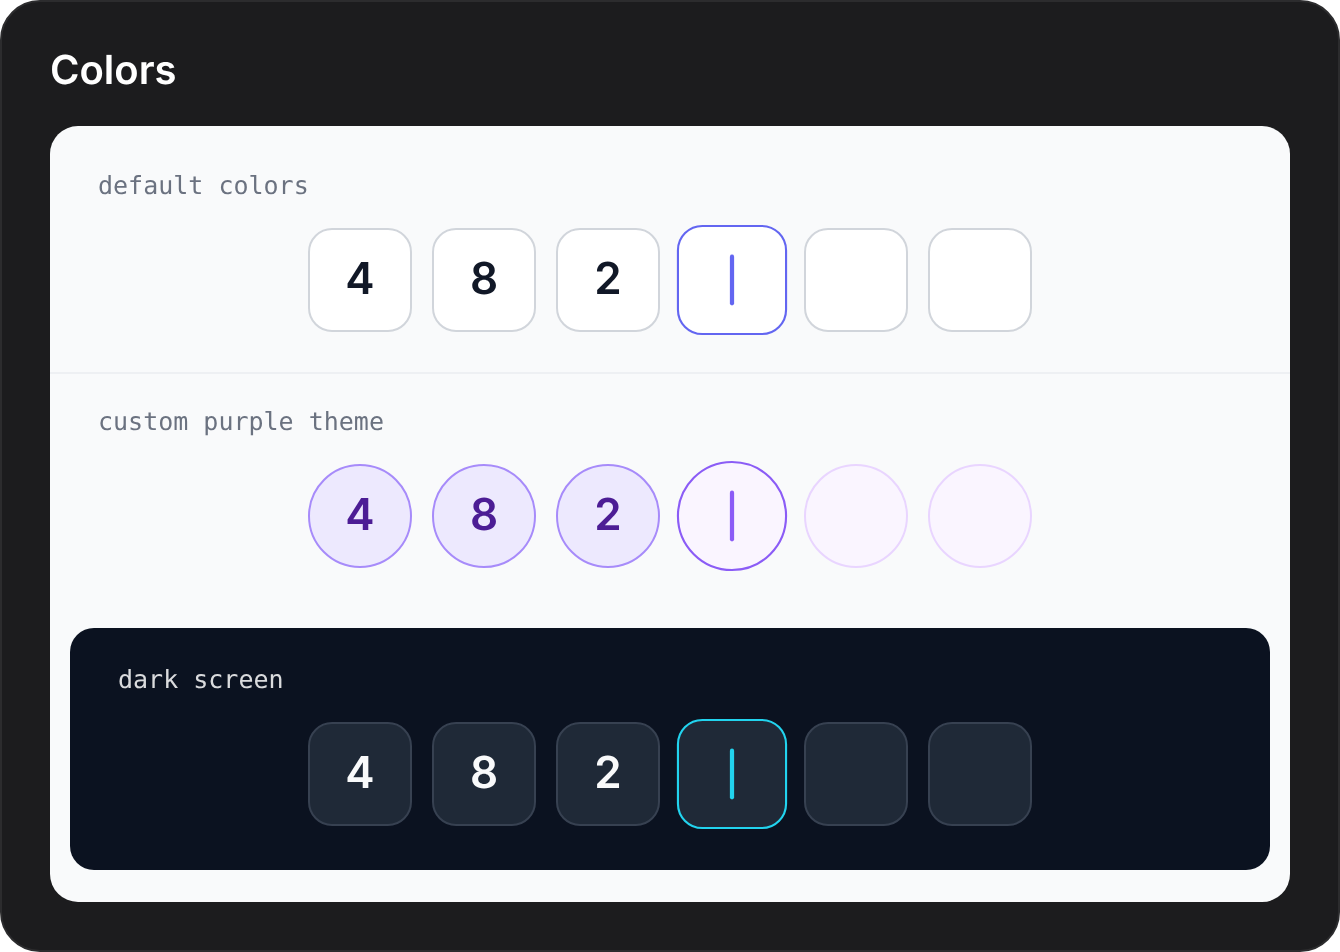 Colors
default colors
4 8 2
custom purple theme
4 8 2
dark screen
4 8 2